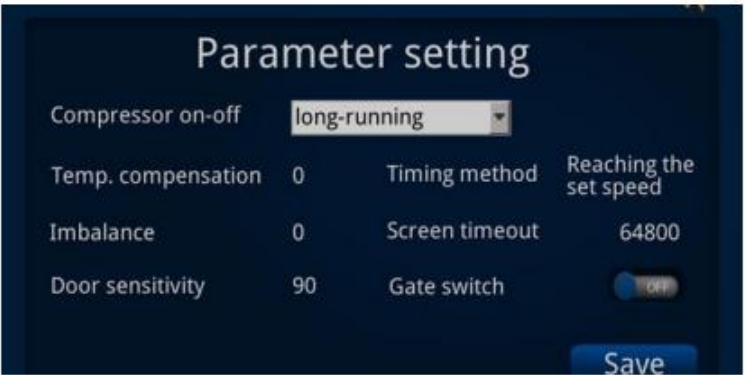 Parameter setting
Compressor on-off long-running
Temp. compensation 0 Timing method Reaching the
set speed
Imbalance 0 Screen timeout 64800
Door sensitivity 90 Gate switch OFF
Save